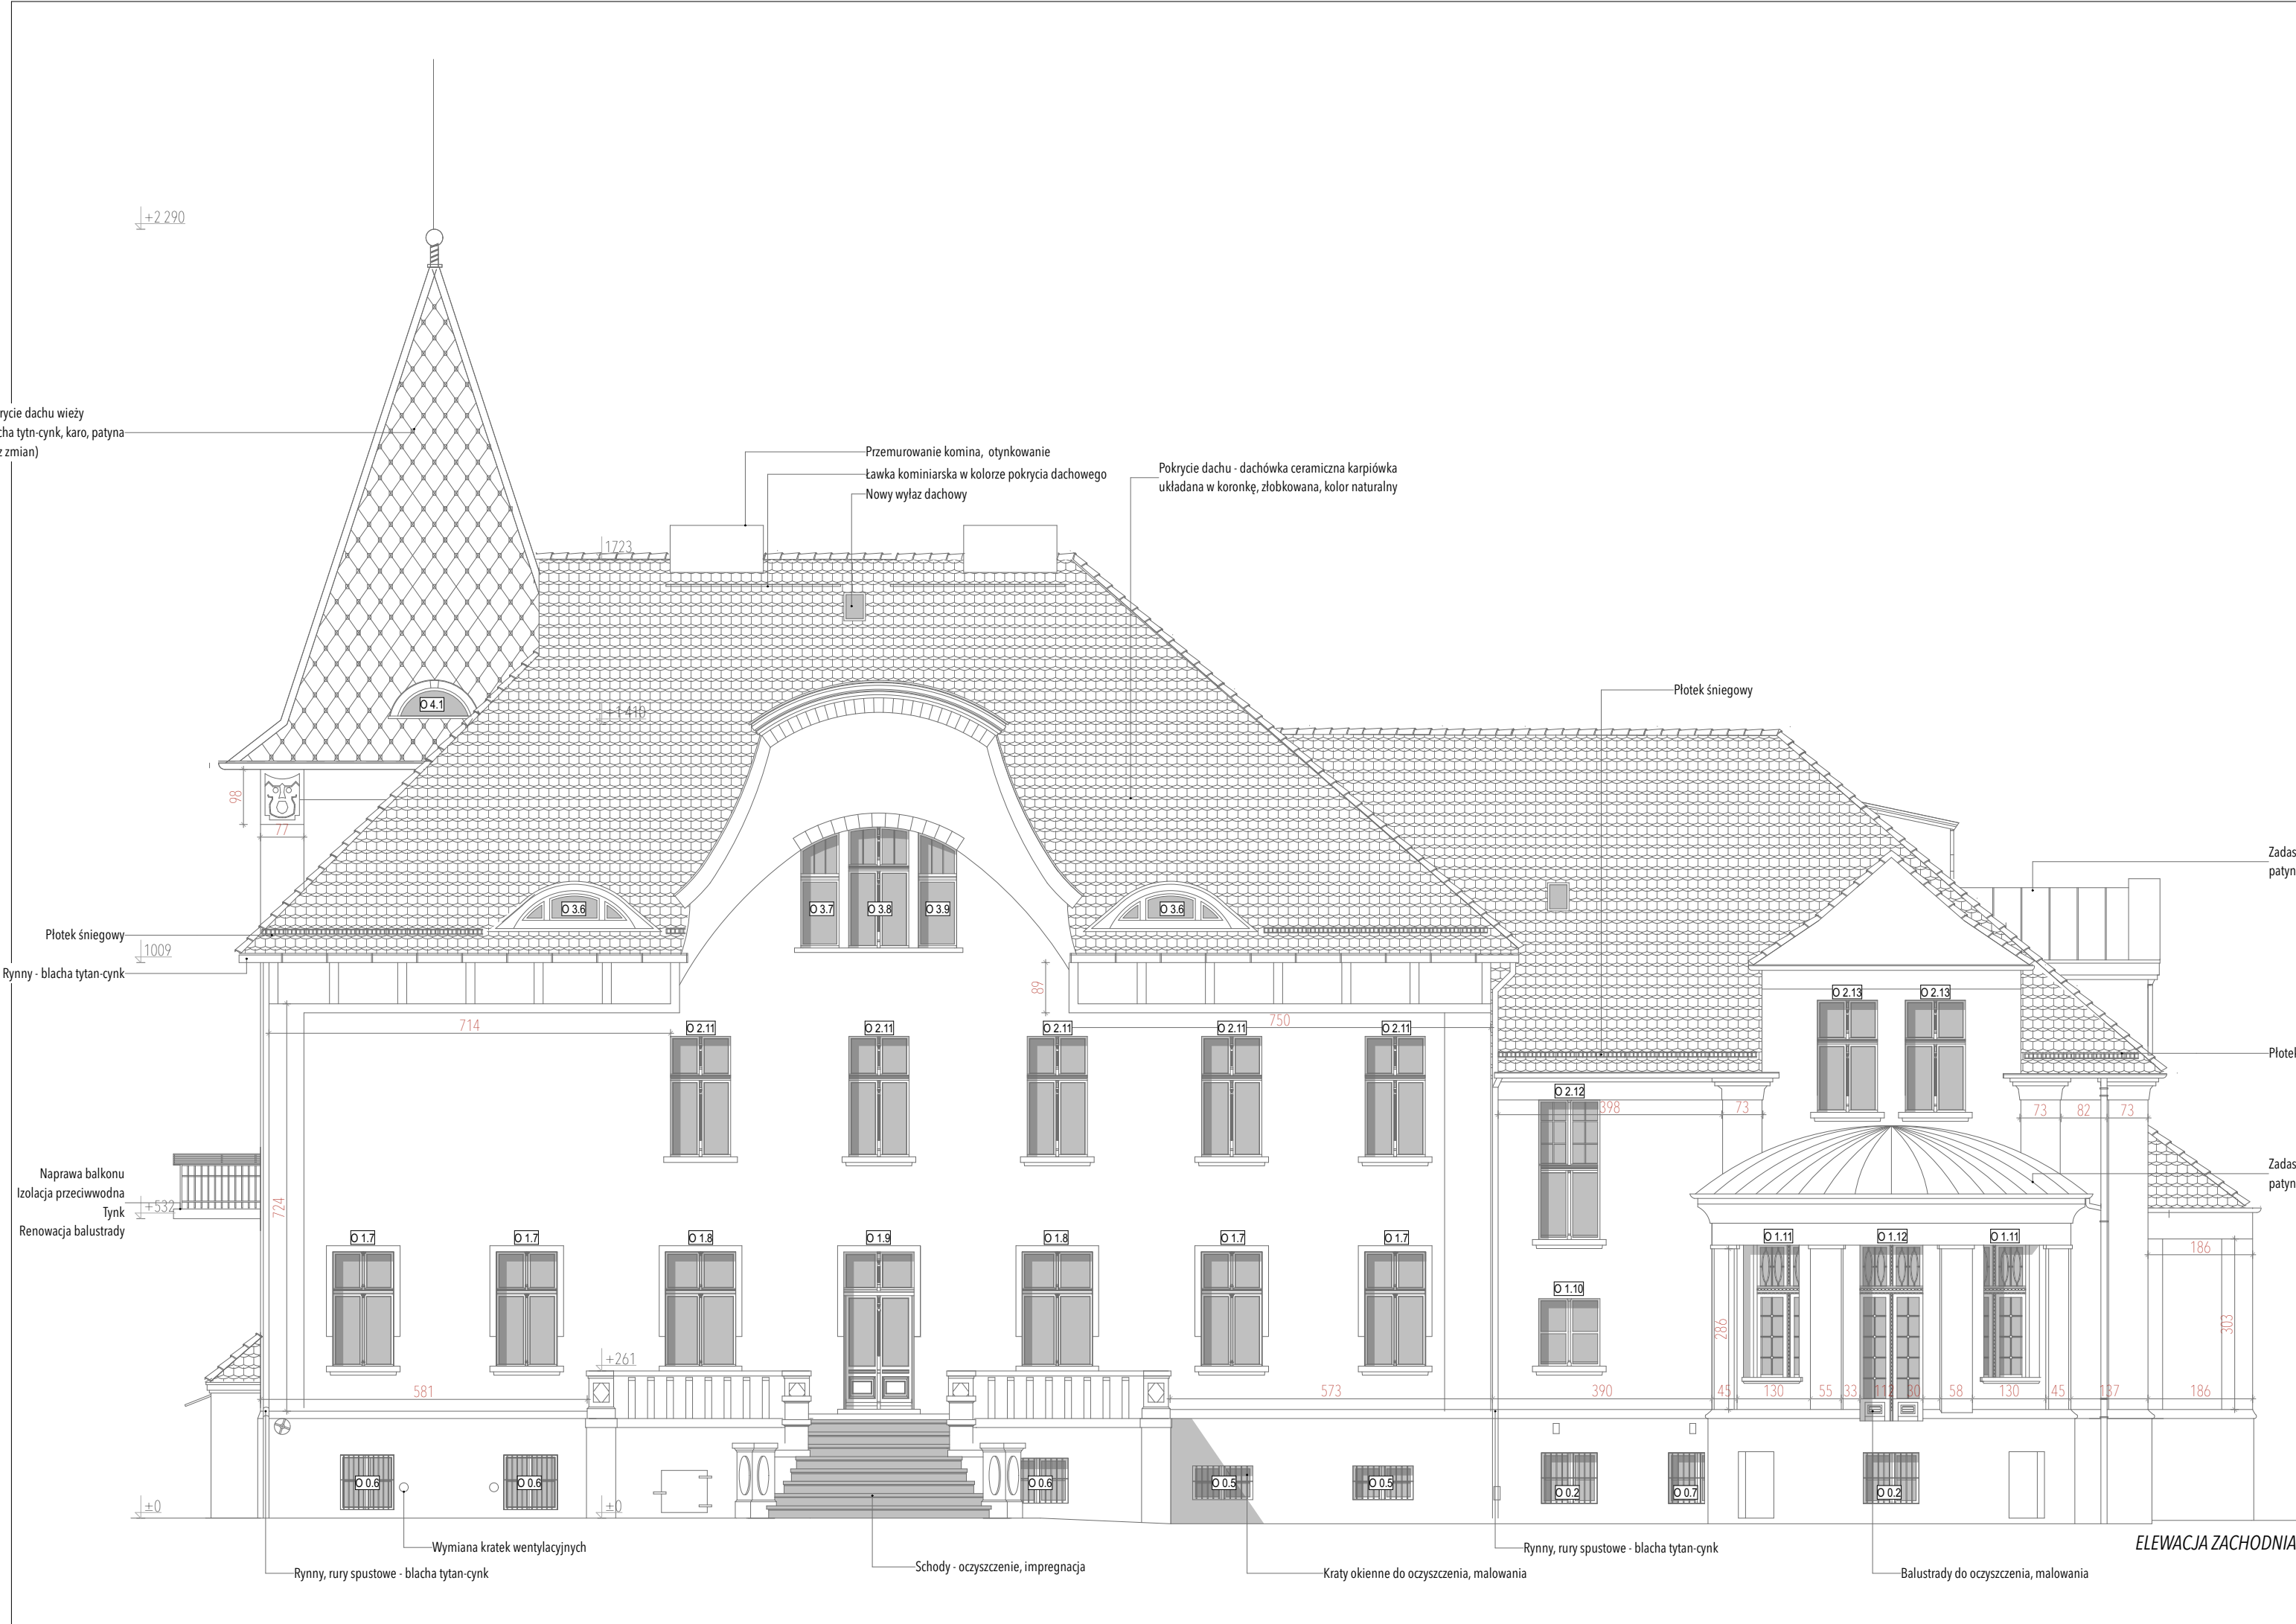 +2 290
rycie dachu wieży
cha tytn-cynk, karo, patyna
z zmian)
Przemurowanie komina, otynkowanie
Ławka kominiarska w kolorze pokrycia dachowego
Nowy wyłaz dachowy
Pokrycie dachu - dachówka ceramiczna karpiówka
układana w koronkę, złobkowana, kolor naturalny
1723
Płotek śniegowy
O 4.1
+1 410
98
77
Zadas
patyn
O 3.6
O 3.7
O 3.8
O 3.9
O 3.6
Płotek śniegowy
1009
Rynny - blacha tytan-cynk
89
O 2.13
O 2.13
714
O 2.11
O 2.11
O 2.11
O 2.11
750
O 2.11
Płotek
O 2.12
398
73
73
82
73
Naprawa balkonu
Izolacja przeciwwodna
Tynk
Renowacja balustrady
+532
724
Zadas
patyn
O 1.7
O 1.7
O 1.8
O 1.9
O 1.8
O 1.7
O 1.7
O 1.11
O 1.12
O 1.11
186
O 1.10
286
303
+261
581
573
390
45
130
55
33
30
58
130
45
137
186
O 0.6
O 0.6
O 0.6
O 0.5
O 0.5
O 0.2
O 0.7
O 0.2
±0
±0
ELEWACJA ZACHODNIA
Wymiana kratek wentylacyjnych
Rynny, rury spustowe - blacha tytan-cynk
Schody - oczyszczenie, impregnacja
Kraty okienne do oczyszczenia, malowania
Rynny, rury spustowe - blacha tytan-cynk
Balustrady do oczyszczenia, malowania